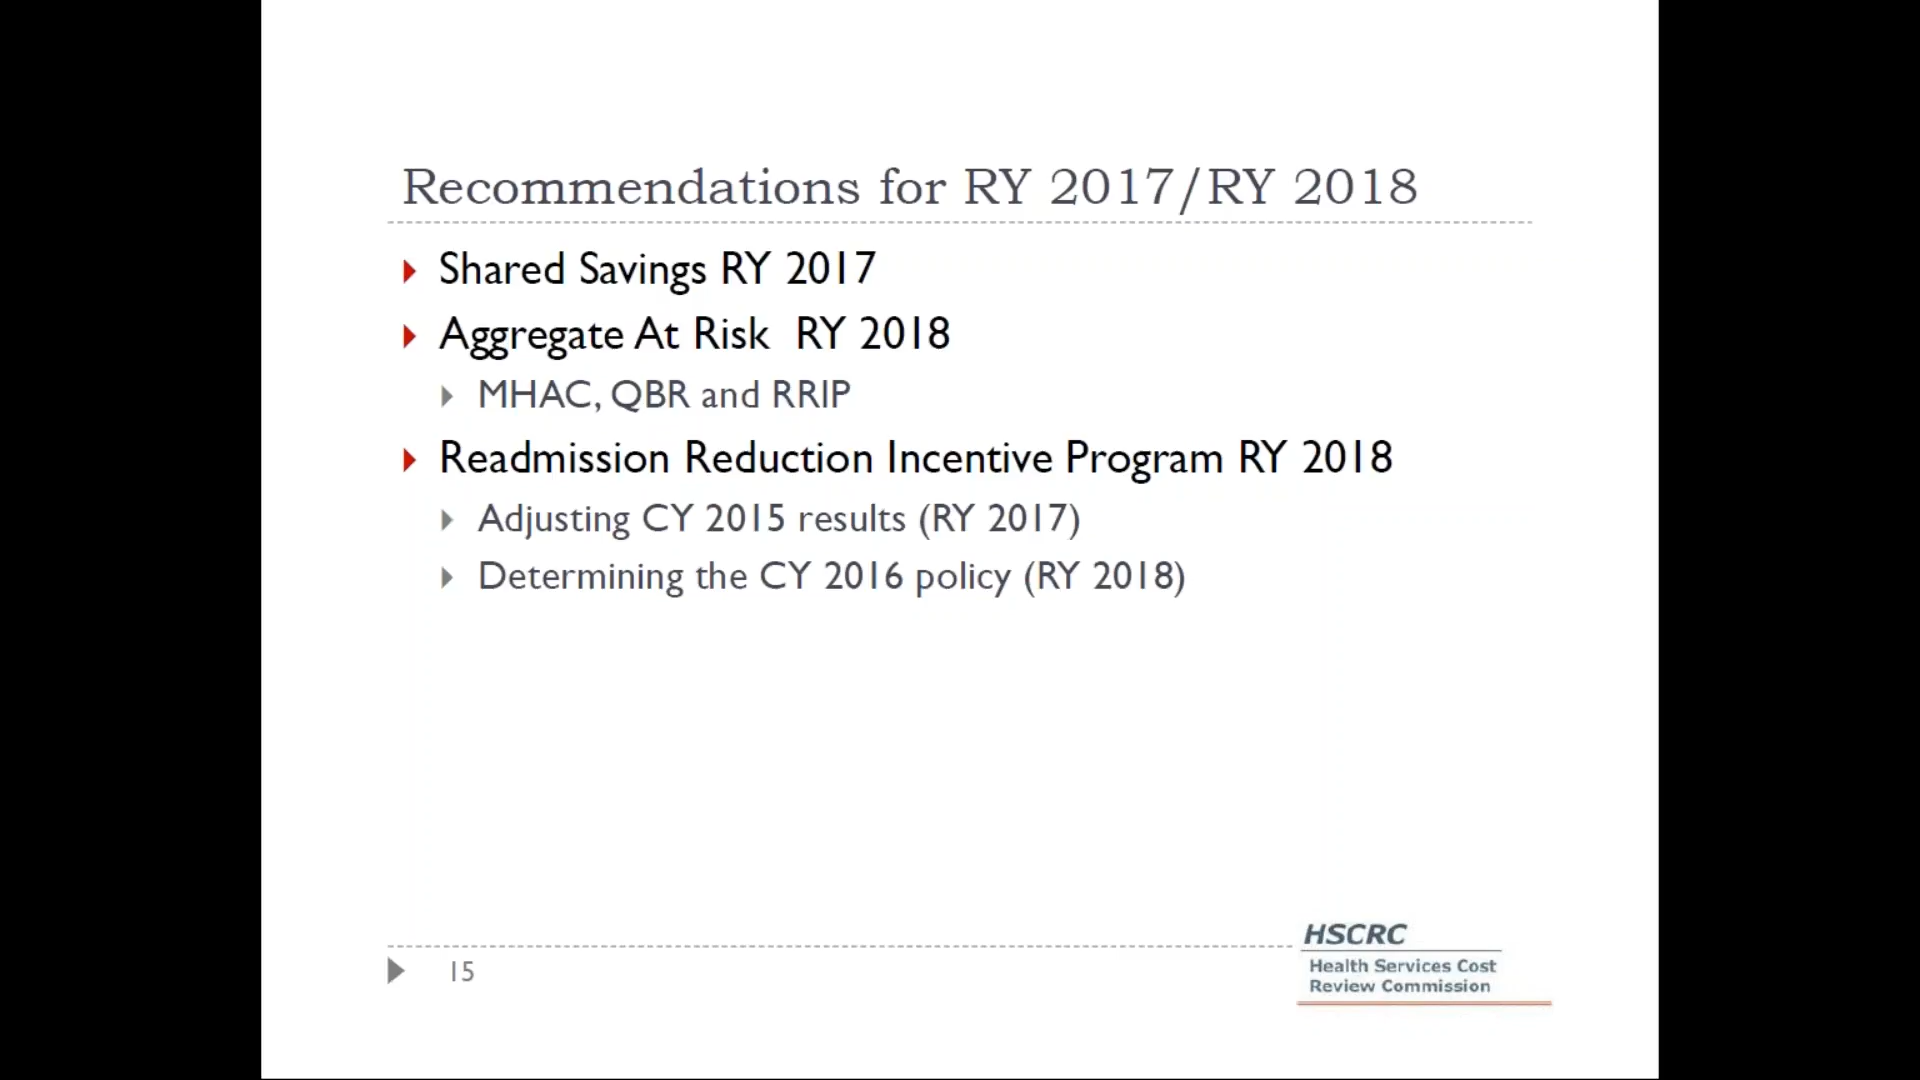 Recommendations for RY 2017/RY 2018
Shared Savings RY 2017
Aggregate At Risk RY 2018
MHAC, QBR and RRIP
Readmission Reduction Incentive Program RY 2018
Adjusting CY 2015 results (RY 2017)
Determining the CY 2016 policy (RY 2018)
15
HSCRC
Health Services Cost
Review Commission